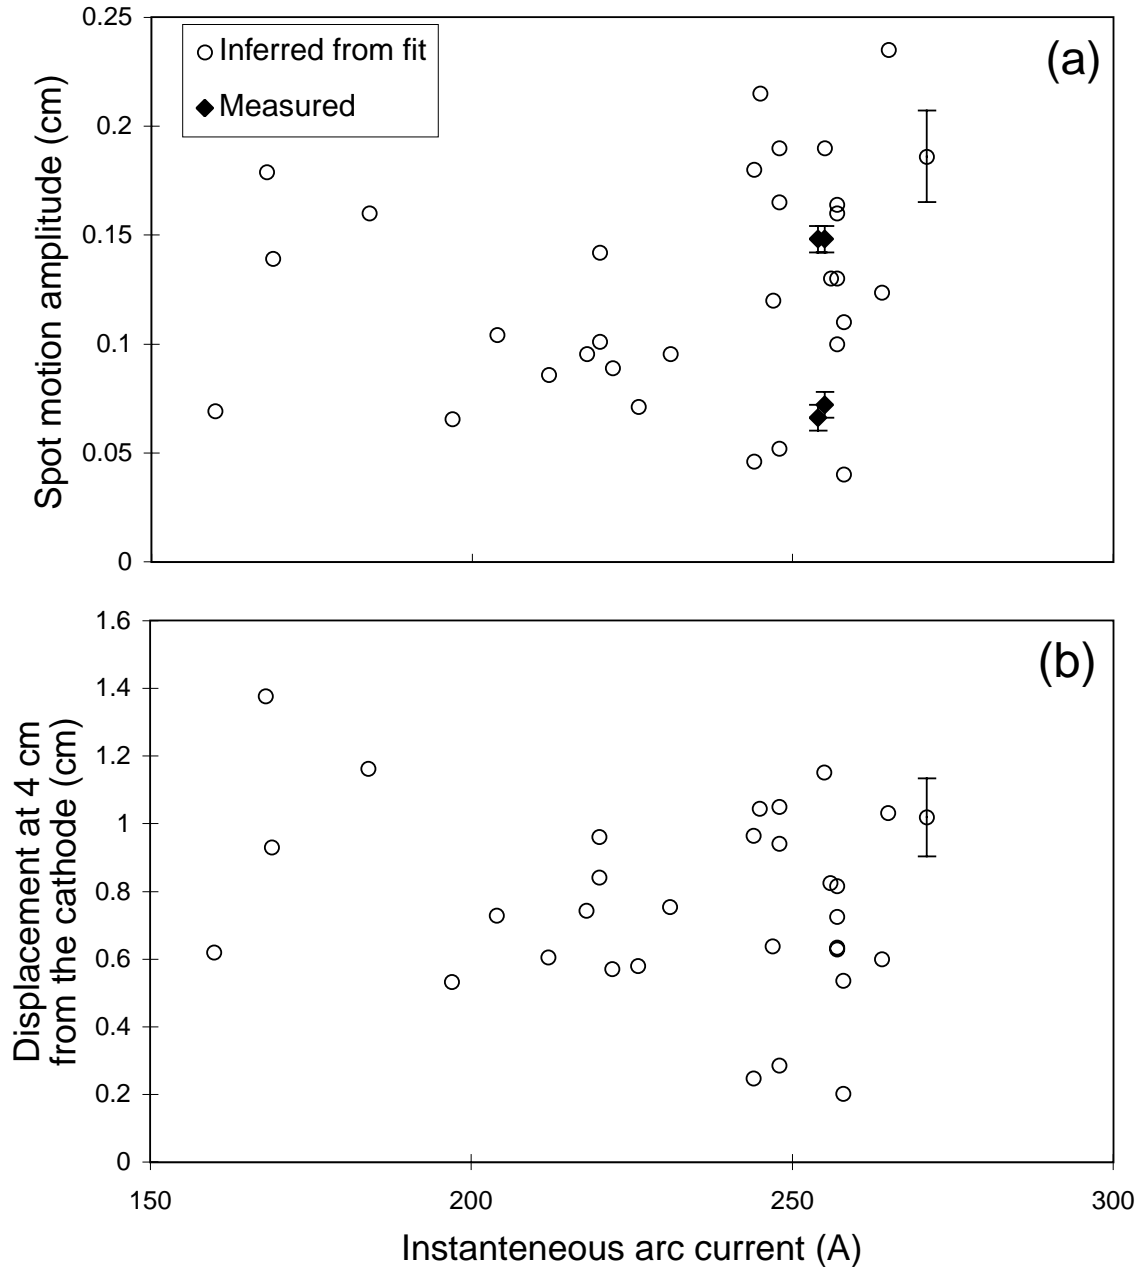 0.25
Inferred from fit
(a)
Measured
0.2
0.15
0.1
0.05
0
Spot motion amplitude (cm)
1.6
(b)
1.4
1.2
1
0.8
0.6
0.4
0.2
0
Displacement at 4 cm
from the cathode (cm)
150
200
250
300
Instanteneous arc current (A)